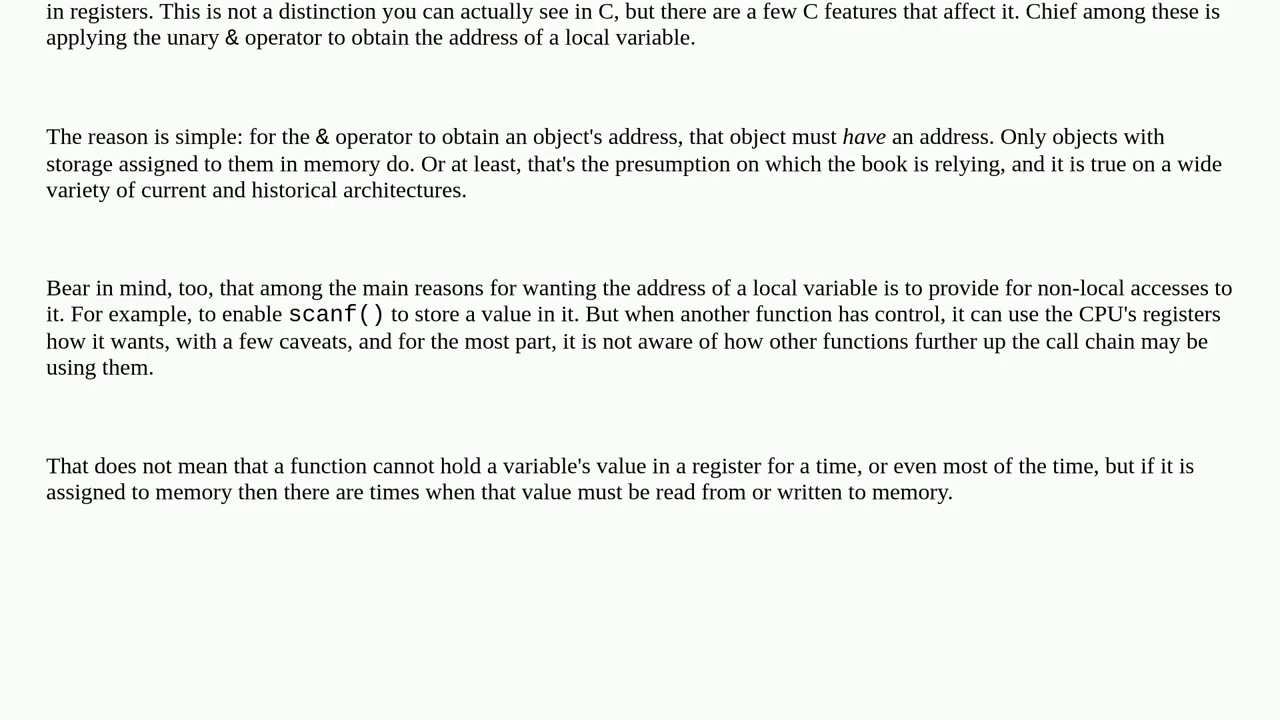 in registers. This is not a distinction you can actually see in C, but there are a few C features that affect it. Chief among these is
applying the unary & operator to obtain the address of a local variable.
The reason is simple: for the & operator to obtain an object's address, that object must have an address. Only objects with
storage assigned to them in memory do. Or at least, that's the presumption on which the book is relying, and it is true on a wide
variety of current and historical architectures.
Bear in mind, too, that among the main reasons for wanting the address of a local variable is to provide for non-local accesses to
it. For example, to enable scanf() to store a value in it. But when another function has control, it can use the CPU's registers
how it wants, with a few caveats, and for the most part, it is not aware of how other functions further up the call chain may be
using them.
That does not mean that a function cannot hold a variable's value in a register for a time, or even most of the time, but if it is
assigned to memory then there are times when that value must be read from or written to memory.